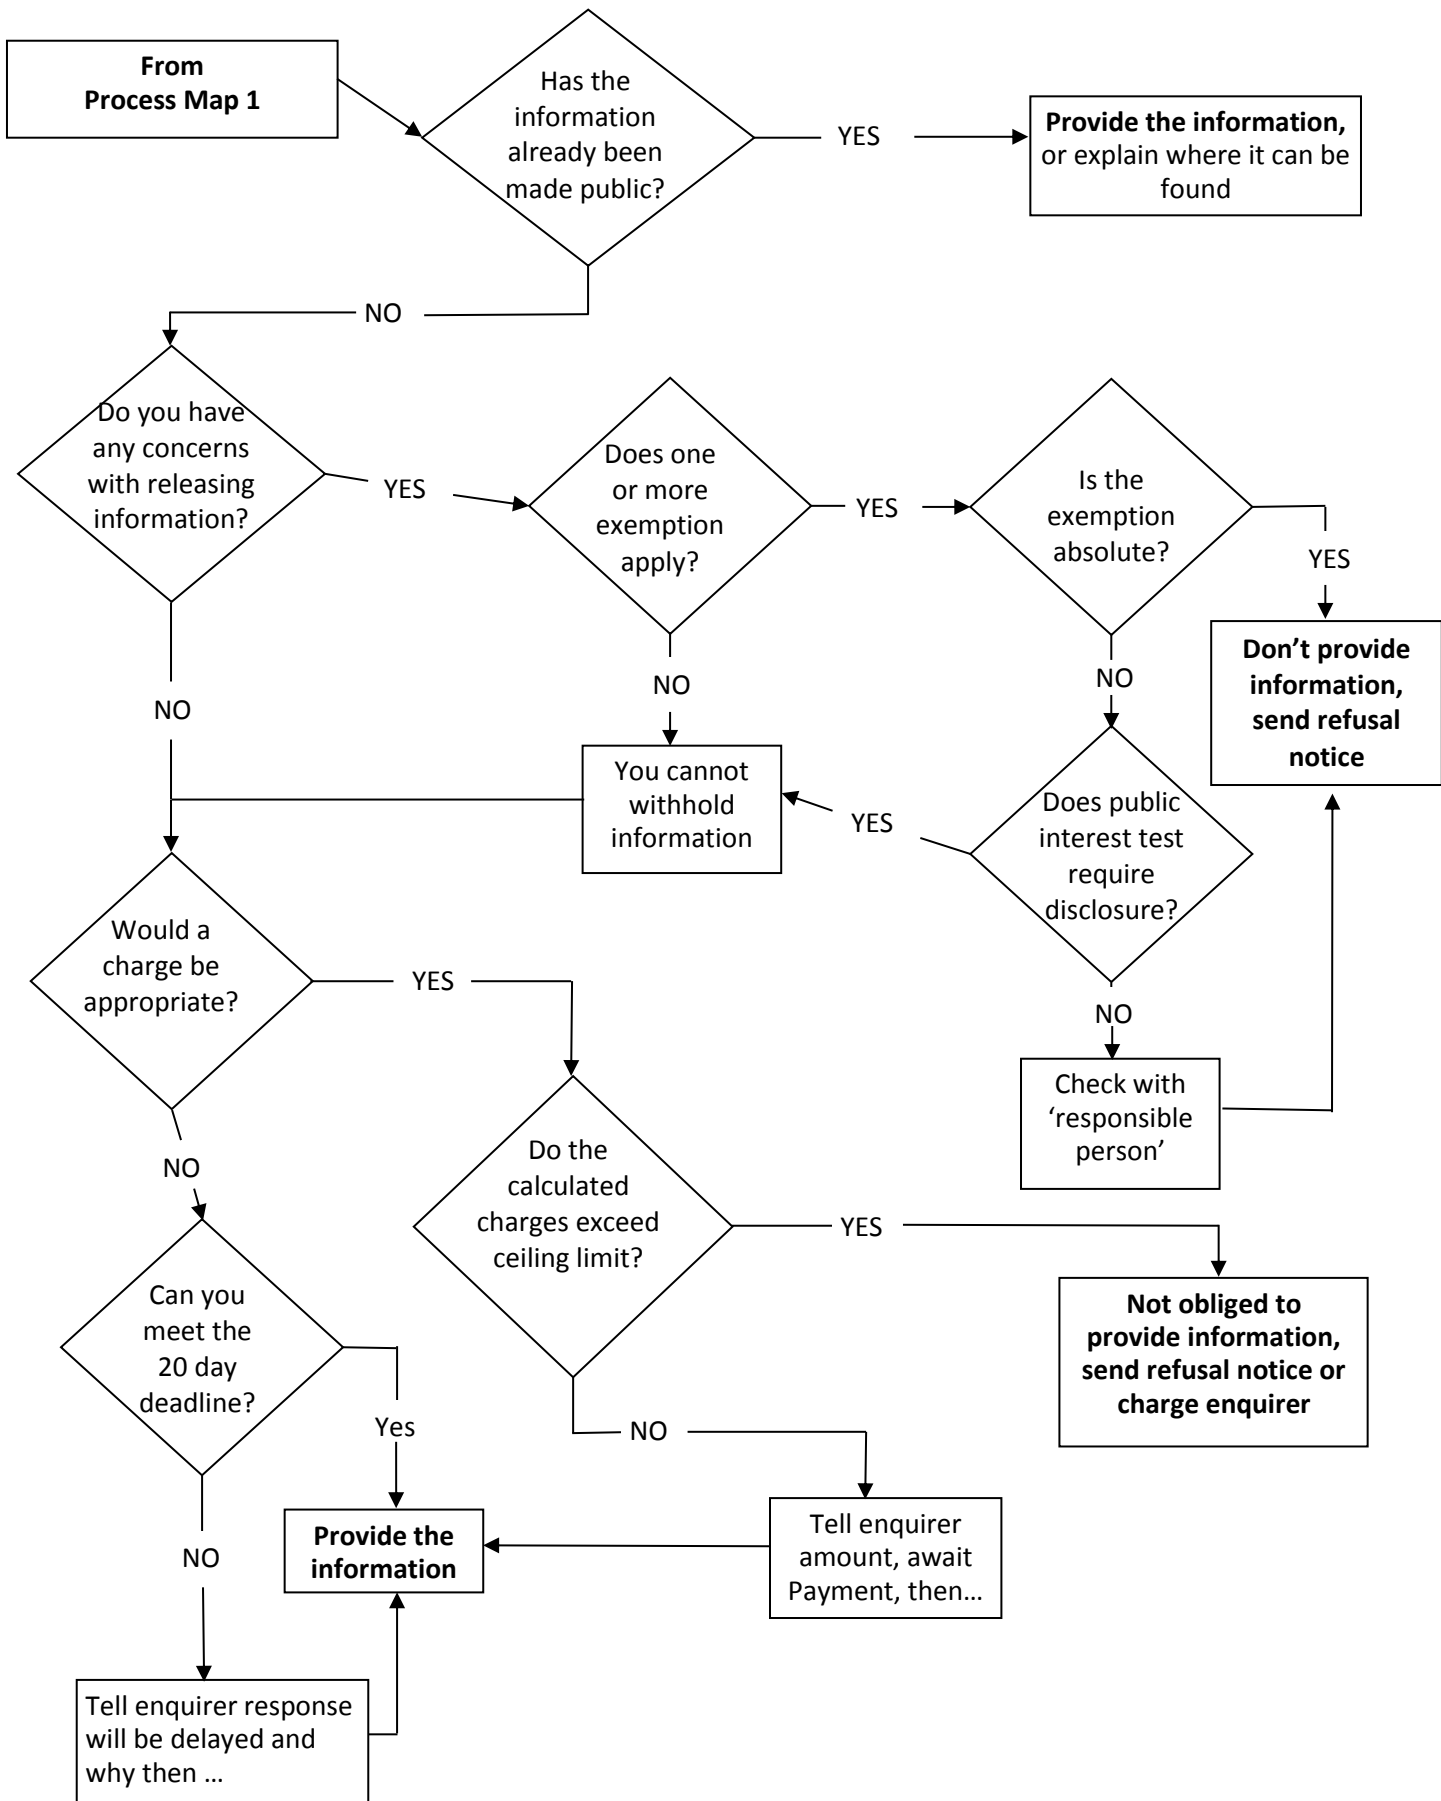 From
Process Map 1
Has the
information
already been
made public?
YES
Provide the information,
or explain where it can be
found
NO
Do you have
any concerns
with releasing
information?
YES
Does one
or more
exemption
apply?
YES
Is the
exemption
absolute?
YES
Don’t provide
information,
send refusal
notice
NO
NO
NO
You cannot
withhold
information
YES
Does public
interest test
require
disclosure?
Would a
charge be
appropriate?
YES
NO
Check with
‘responsible
person’
NO
Do the
calculated
charges exceed
ceiling limit?
YES
Not obliged to
provide information,
send refusal notice or
charge enquirer
Can you
meet the
20 day
deadline?
Yes
NO
NO
Provide the
information
Tell enquirer
amount, await
Payment, then…
Tell enquirer response
will be delayed and
why then …